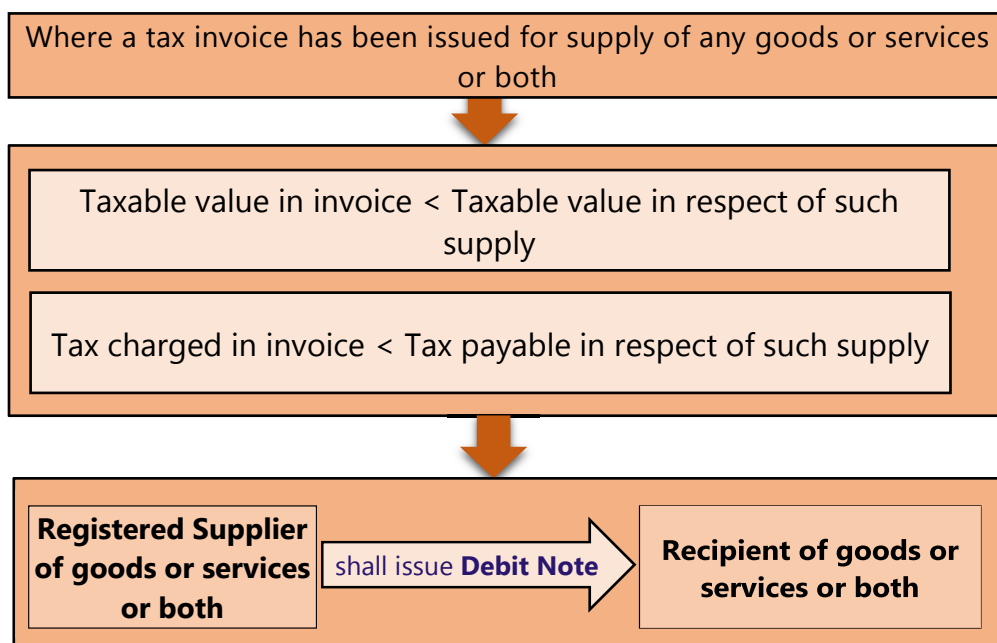 Where a tax invoice has been issued for supply of any goods or services
or both
Taxable value in invoice < Taxable value in respect of such
supply
Tax charged in invoice < Tax payable in respect of such supply
Registered Supplier
of goods or services
or both
shall issue Debit Note
Recipient of goods or
services or both